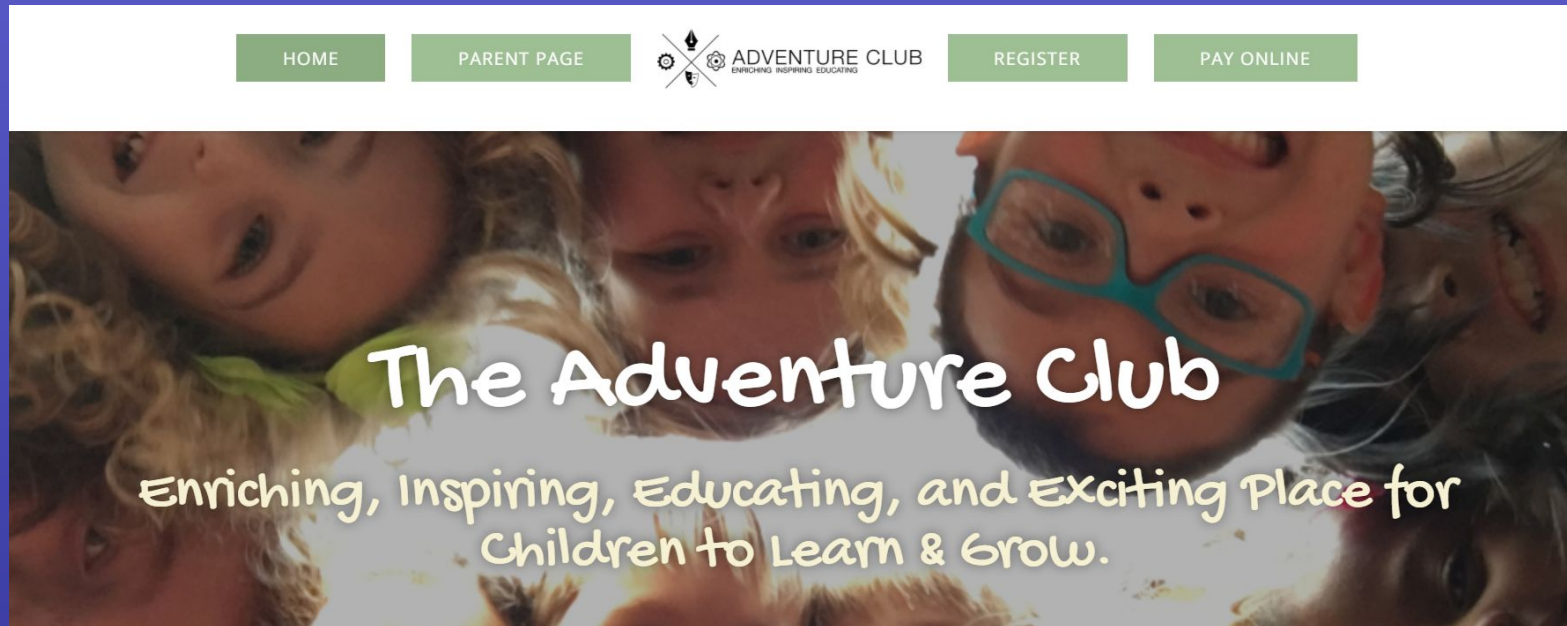 HOME
PARENT PAGE
ADVENTURE CLUB
ENRICHING INSPIRING EDUCATING
REGISTER
PAY ONLINE
The Adventure Club
Enriching, Inspiring, Educating, and Exciting Place for
Children to Learn & Grow.